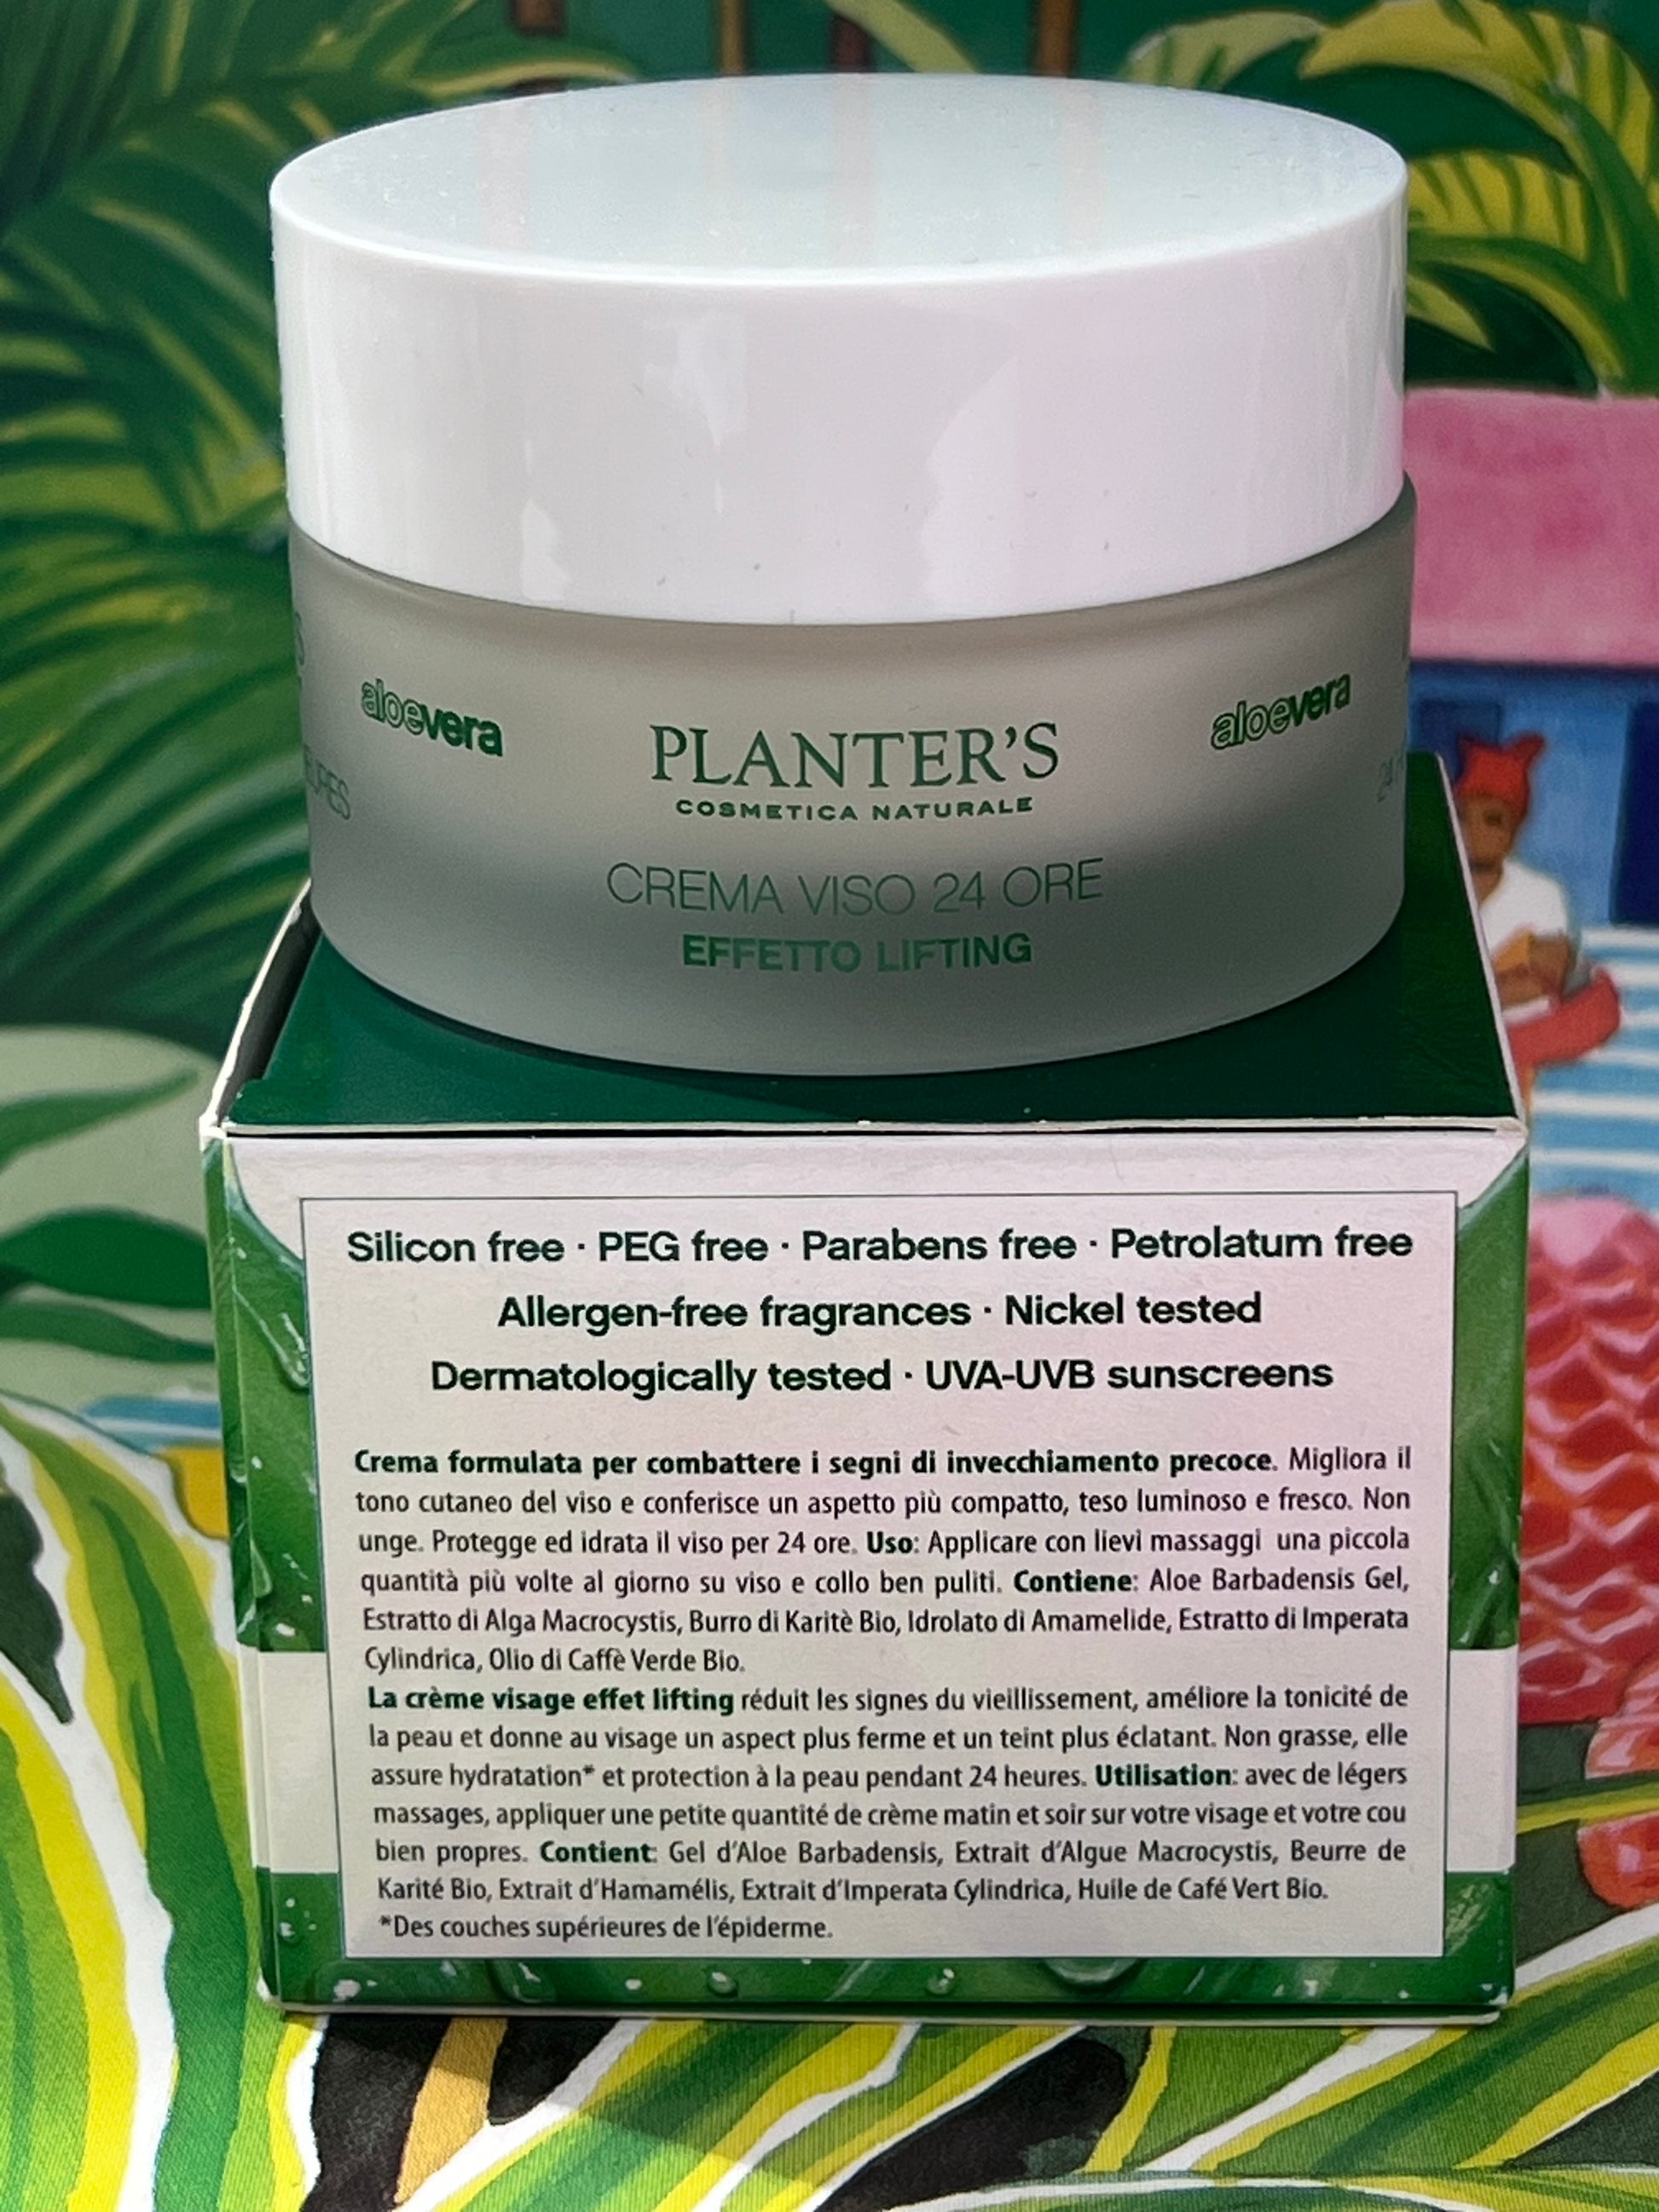 aloevera
PLANTER'S
aloevera
COSMETICA NATURALE
CREMA VISO 24 ORE
EFFETTO LIFTING
Silicon free · PEG free · Parabens free · Petrolatum free
Allergen-free fragrances · Nickel tested
Dermatologically tested · UVA-UVB sunscreens
Crema formulata per combattere i segni di invecchiamento precoce. Migliora il
tono cutaneo del viso e conferisce un aspetto più compatto, teso luminoso e fresco. Non
unge. Protegge ed idrata il viso per 24 ore. Uso: Applicare con lievi massaggi una piccola
quantità più volte al giorno su viso e collo ben puliti. Contiene: Aloe Barbadensis Gel,
Estratto di Alga Macrocystis, Burro di Karitè Bio, Idrolato di Amamelide, Estratto di Imperata
Cylindrica, Olio di Caffè Verde Bio.
La crème visage effet lifting réduit les signes du vieillissement, améliore la tonicité de
la peau et donne au visage un aspect plus ferme et un teint plus éclatant. Non grasse, elle
assure hydratation* et protection à la peau pendant 24 heures. Utilisation: avec de légers
massages, appliquer une petite quantité de crème matin et soir sur votre visage et votre cou
bien propres. Contient: Gel d'Aloe Barbadensis, Extrait d'Algue Macrocystis, Beurre de
Karité Bio, Extrait d'Hamamélis, Extrait d'Imperata Cylindrica, Huile de Café Vert Bio.
*Des couches supérieures de l'épiderme.